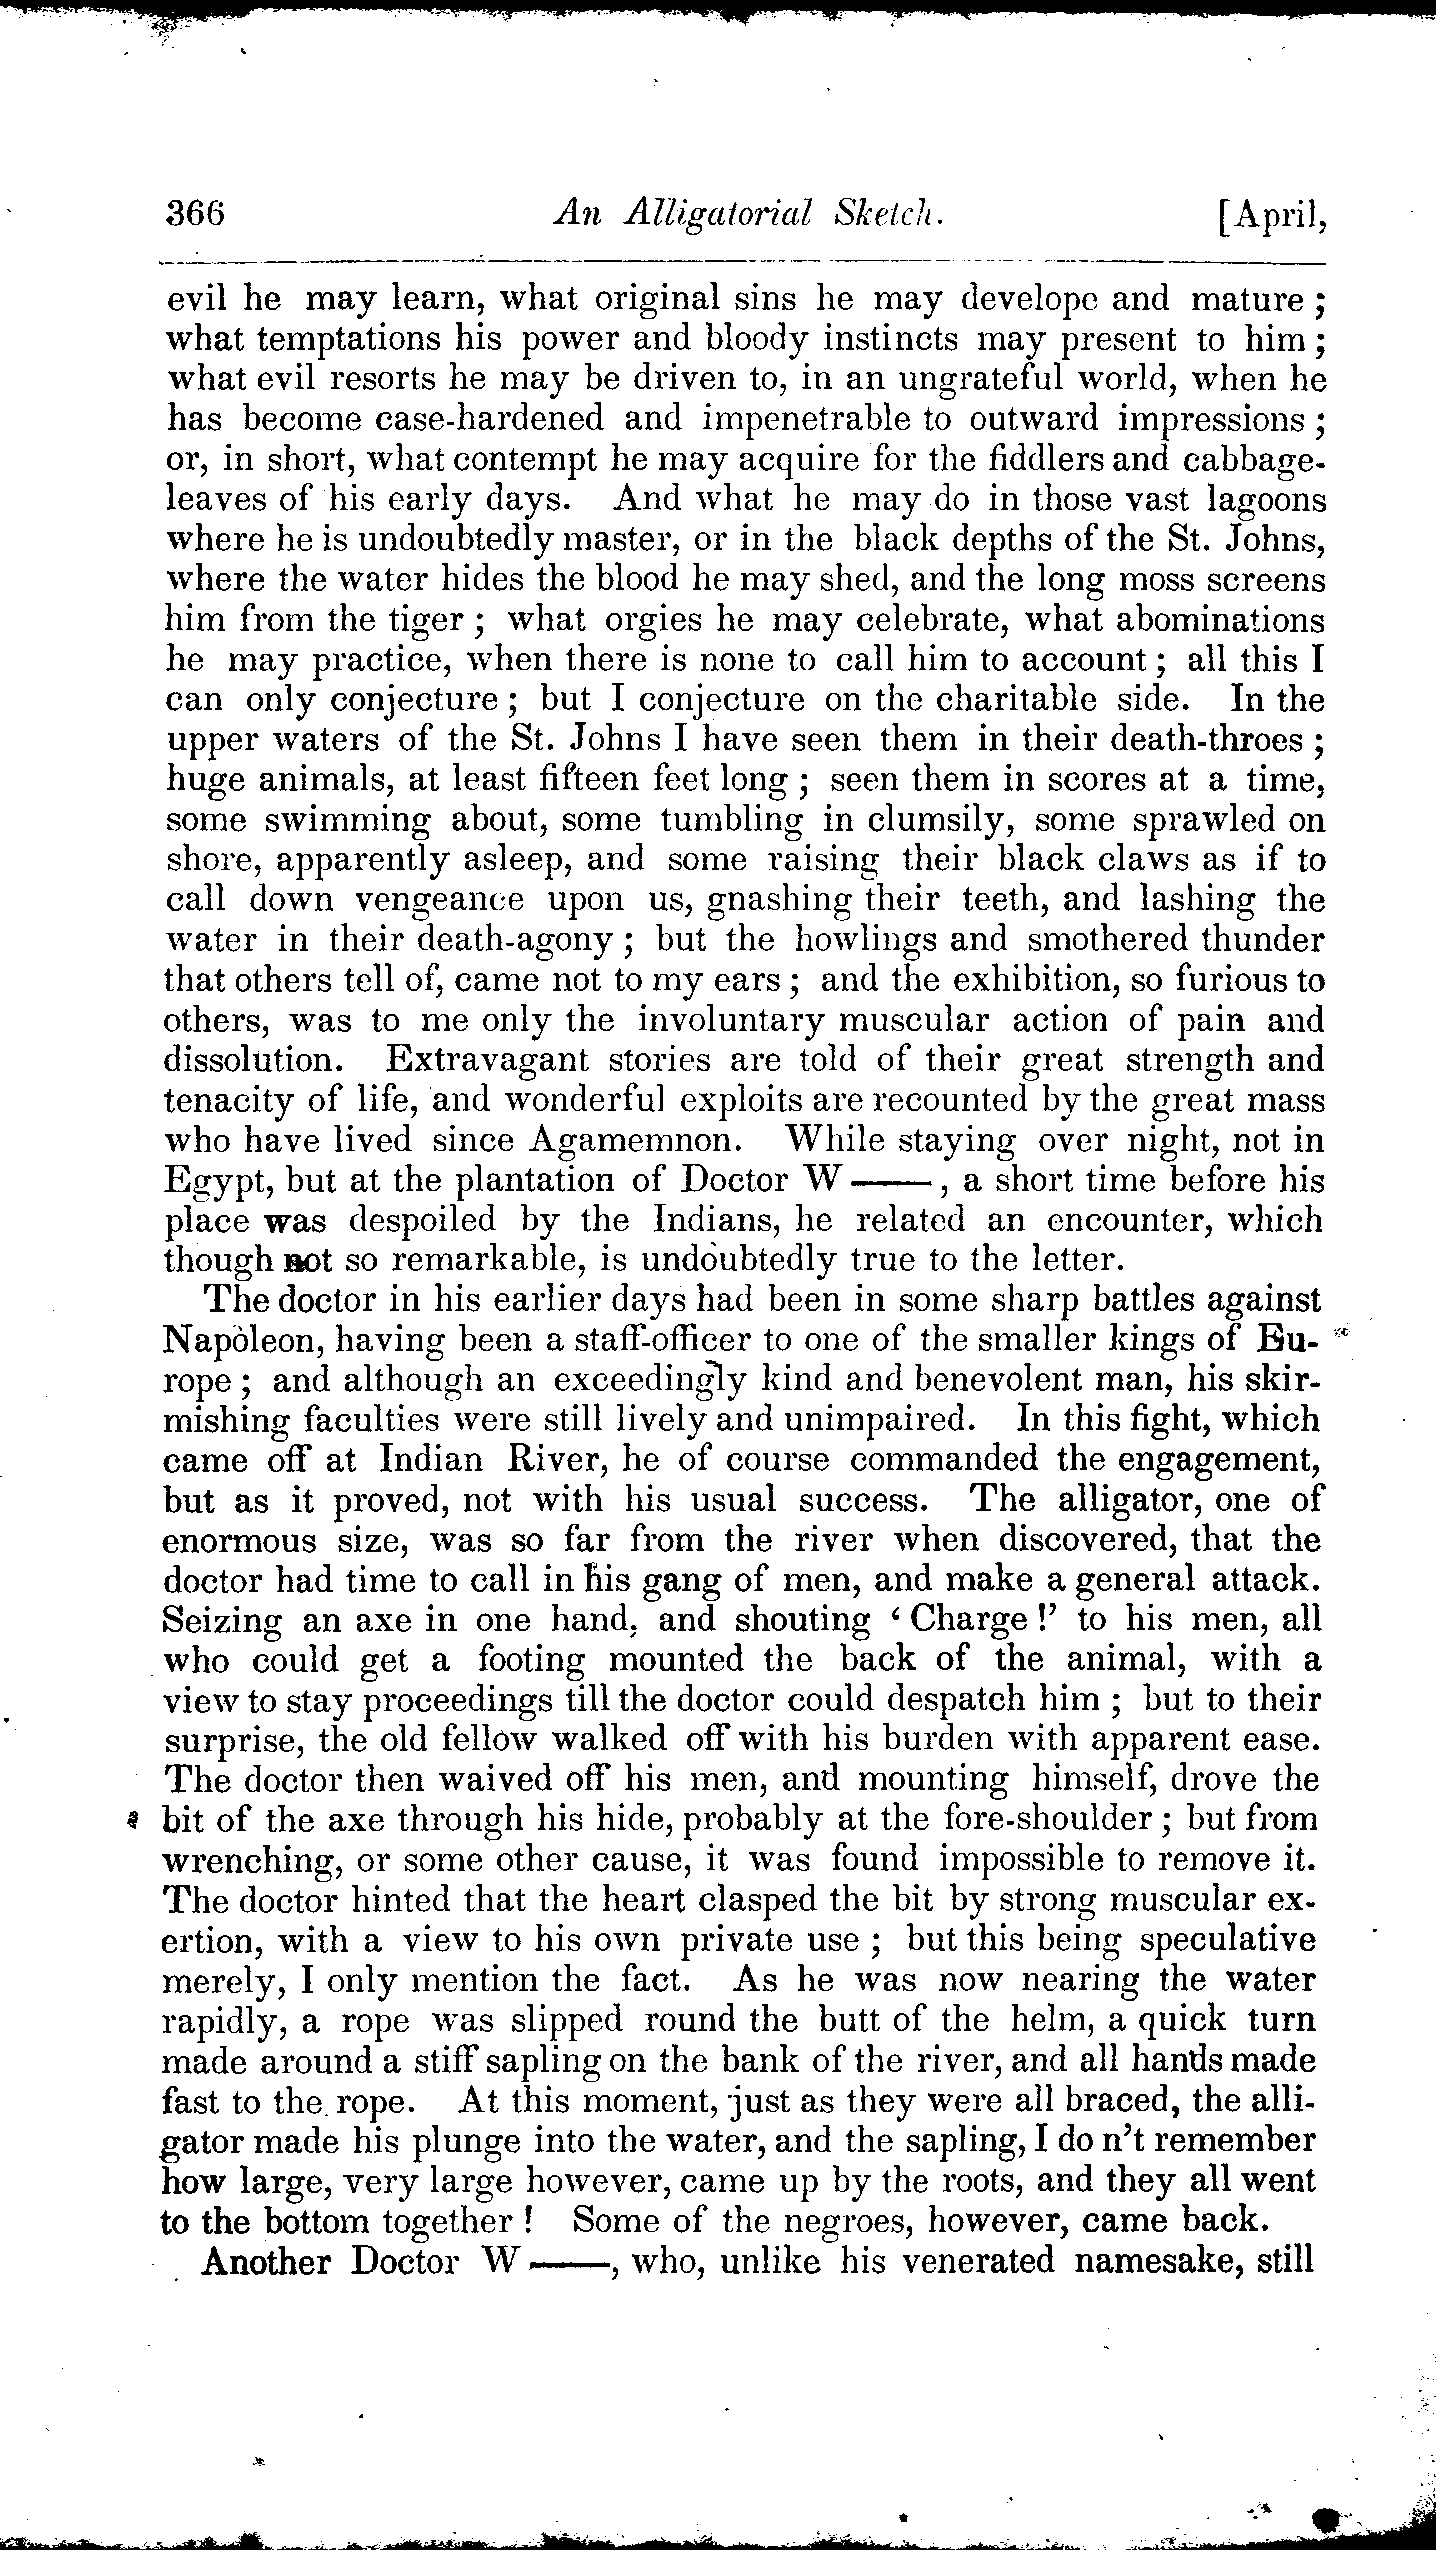 366 An Alligatorial Sketch. [April,
evil he may learn, what original sins he may develope and mature ;
what temptations his power and bloody instincts may present to him ;
what evil resorts he may be driven to, in an ungrateful world, when he
has become case-hardened and impenetrable to outward impressions ;
or, in short, what contempt he may acquire for the fiddlers and cabbage-
leaves of his early days. And what he may do in those vast lagoons
where he is undoubtedly master, or in the black depths of the St. Johns,
where the water hides the blood he may shed, and the long moss screens
him from the tiger ; what orgies he may celebrate, what abominations
he may practice, when there is none to call him to account ; all this I
can only conjecture ; but I conjecture on the charitable side. In the
upper waters of the St. Johns I have seen them in their death-throes ;
huge animals, at least fifteen feet long ; seen them in scores at a time,
some swimming about, some tumbling in clumsily, some sprawled on
shore, apparently asleep, and some raising their black claws as if to
call down vengeance upon us, gnashing their teeth, and lashing the
water in their death-agony ; but the howlings and smothered thunder
that others tell of, came not to my ears ; and the exhibition, so furious to
others, was to me only the involuntary muscular action of pain and
dissolution. Extravagant stories are told of their great strength and
tenacity of life, and wonderful exploits are recounted by the great mass
who have lived since Agamemnon. While staying over night, not in
Egypt, but at the plantation of Doctor W——, a short time before his
place was despoiled by the Indians, he related an encounter, which
though not so remarkable, is undoubtedly true to the letter.
The doctor in his earlier days had been in some sharp battles against
Napoleon, having been a staff-officer to one of the smaller kings of Eu-
rope ; and although an exceedingly kind and benevolent man, his skir-
mishing faculties were still lively and unimpaired. In this fight, which
came off at Indian River, he of course commanded the engagement,
but as it proved, not with his usual success. The alligator, one of
enormous size, was so far from the river when discovered, that the
doctor had time to call in his gang of men, and make a general attack.
Seizing an axe in one hand, and shouting ‘Charge !’ to his men, all
who could get a footing mounted the back of the animal, with a
view to stay proceedings till the doctor could despatch him ; but to their
surprise, the old fellow walked off with his burden with apparent ease.
The doctor then waived off his men, and mounting himself, drove the
bit of the axe through his hide, probably at the fore-shoulder ; but from
wrenching, or some other cause, it was found impossible to remove it.
The doctor hinted that the heart clasped the bit by strong muscular ex-
ertion, with a view to his own private use ; but this being speculative
merely, I only mention the fact. As he was now nearing the water
rapidly, a rope was slipped round the butt of the helm, a quick turn
made around a stiff sapling on the bank of the river, and all hands made
fast to the rope. At this moment, just as they were all braced, the alli-
gator made his plunge into the water, and the sapling, I do n’t remember
how large, very large however, came up by the roots, and they all went
to the bottom together ! Some of the negroes, however, came back.
Another Doctor W——, who, unlike his venerated namesake, still